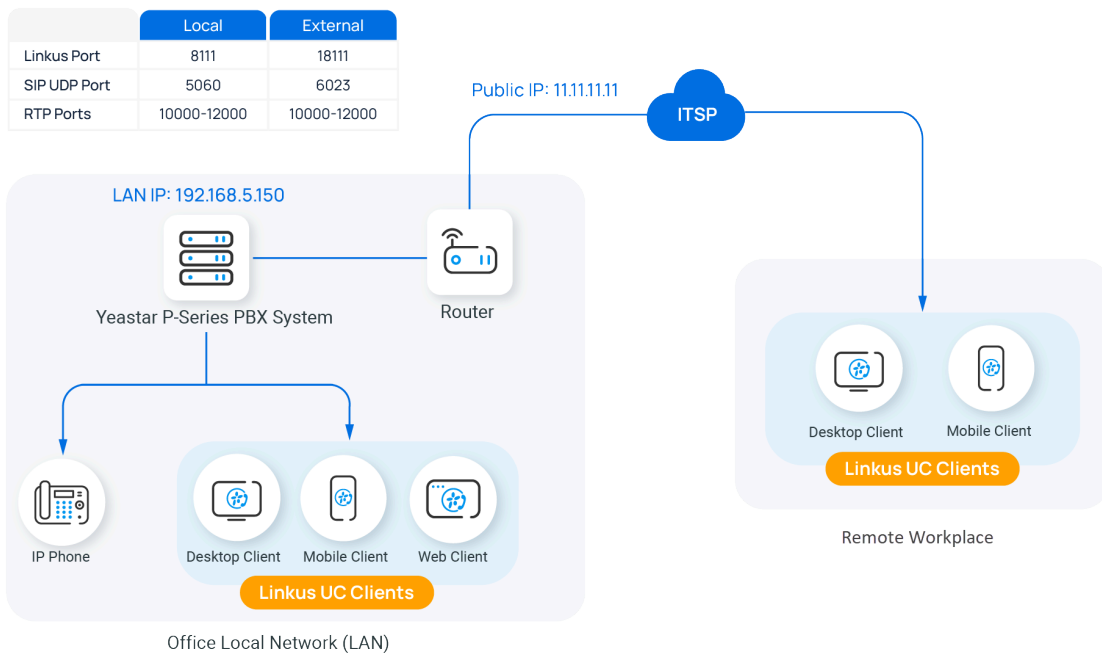 Local External
Linkus Port 8111 18111
SIP UDP Port 5060 6023
RTP Ports 10000-12000 10000-12000
Public IP: 11.11.11.11
ITSP
LAN IP: 192.168.5.150
Yeastar P-Series PBX System
Router
IP Phone
Desktop Client Mobile Client Web Client
Linkus UC Clients
Office Local Network (LAN)
Desktop Client Mobile Client
Linkus UC Clients
Remote Workplace